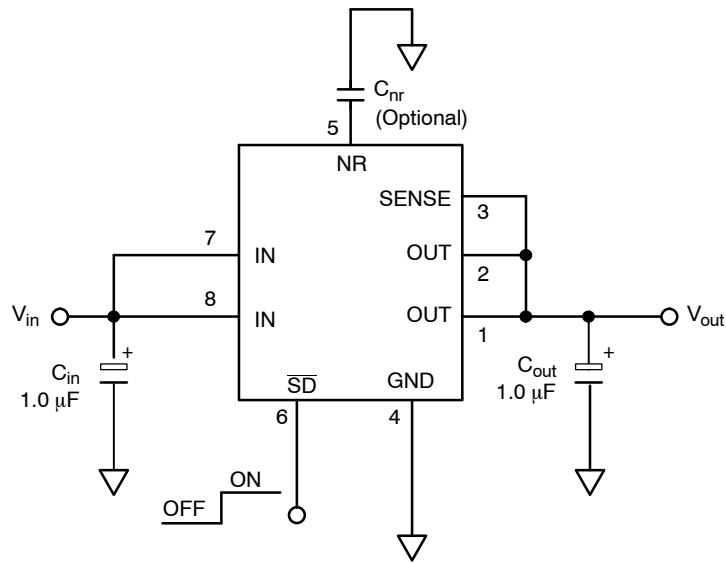 C_nr
(Optional)
5
NR
SENSE
3
7
IN
OUT
2
V_in
8
IN
OUT
1
V_out
+
C_in
1.0 μF
+
C_out
1.0 μF
S̅D̅
GND
6
4
ON
OFF